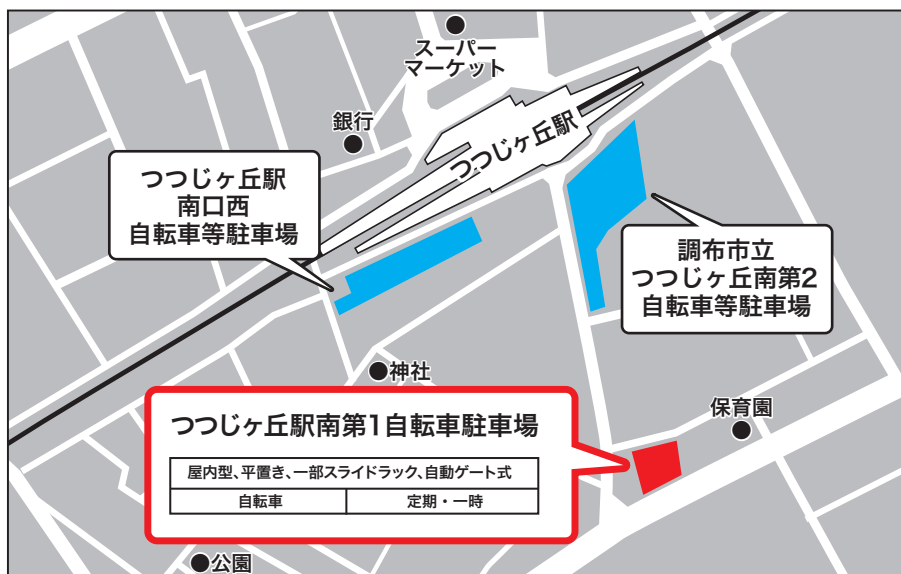 スーパー
マーケット
銀行
つつじヶ丘駅
つつじヶ丘駅
南口西
自転車等駐車場
調布市立
つつじヶ丘南第2
自転車等駐車場
神社
つつじヶ丘駅南第1自転車駐車場
屋内型、平置き、一部スライドラック、自動ゲート式
自転車 定期・一時
保育園
公園